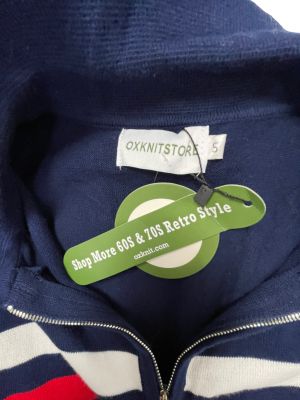 OXKNITSTORE
S
Shop More 60S & 70S Retro Style
oxknit.com